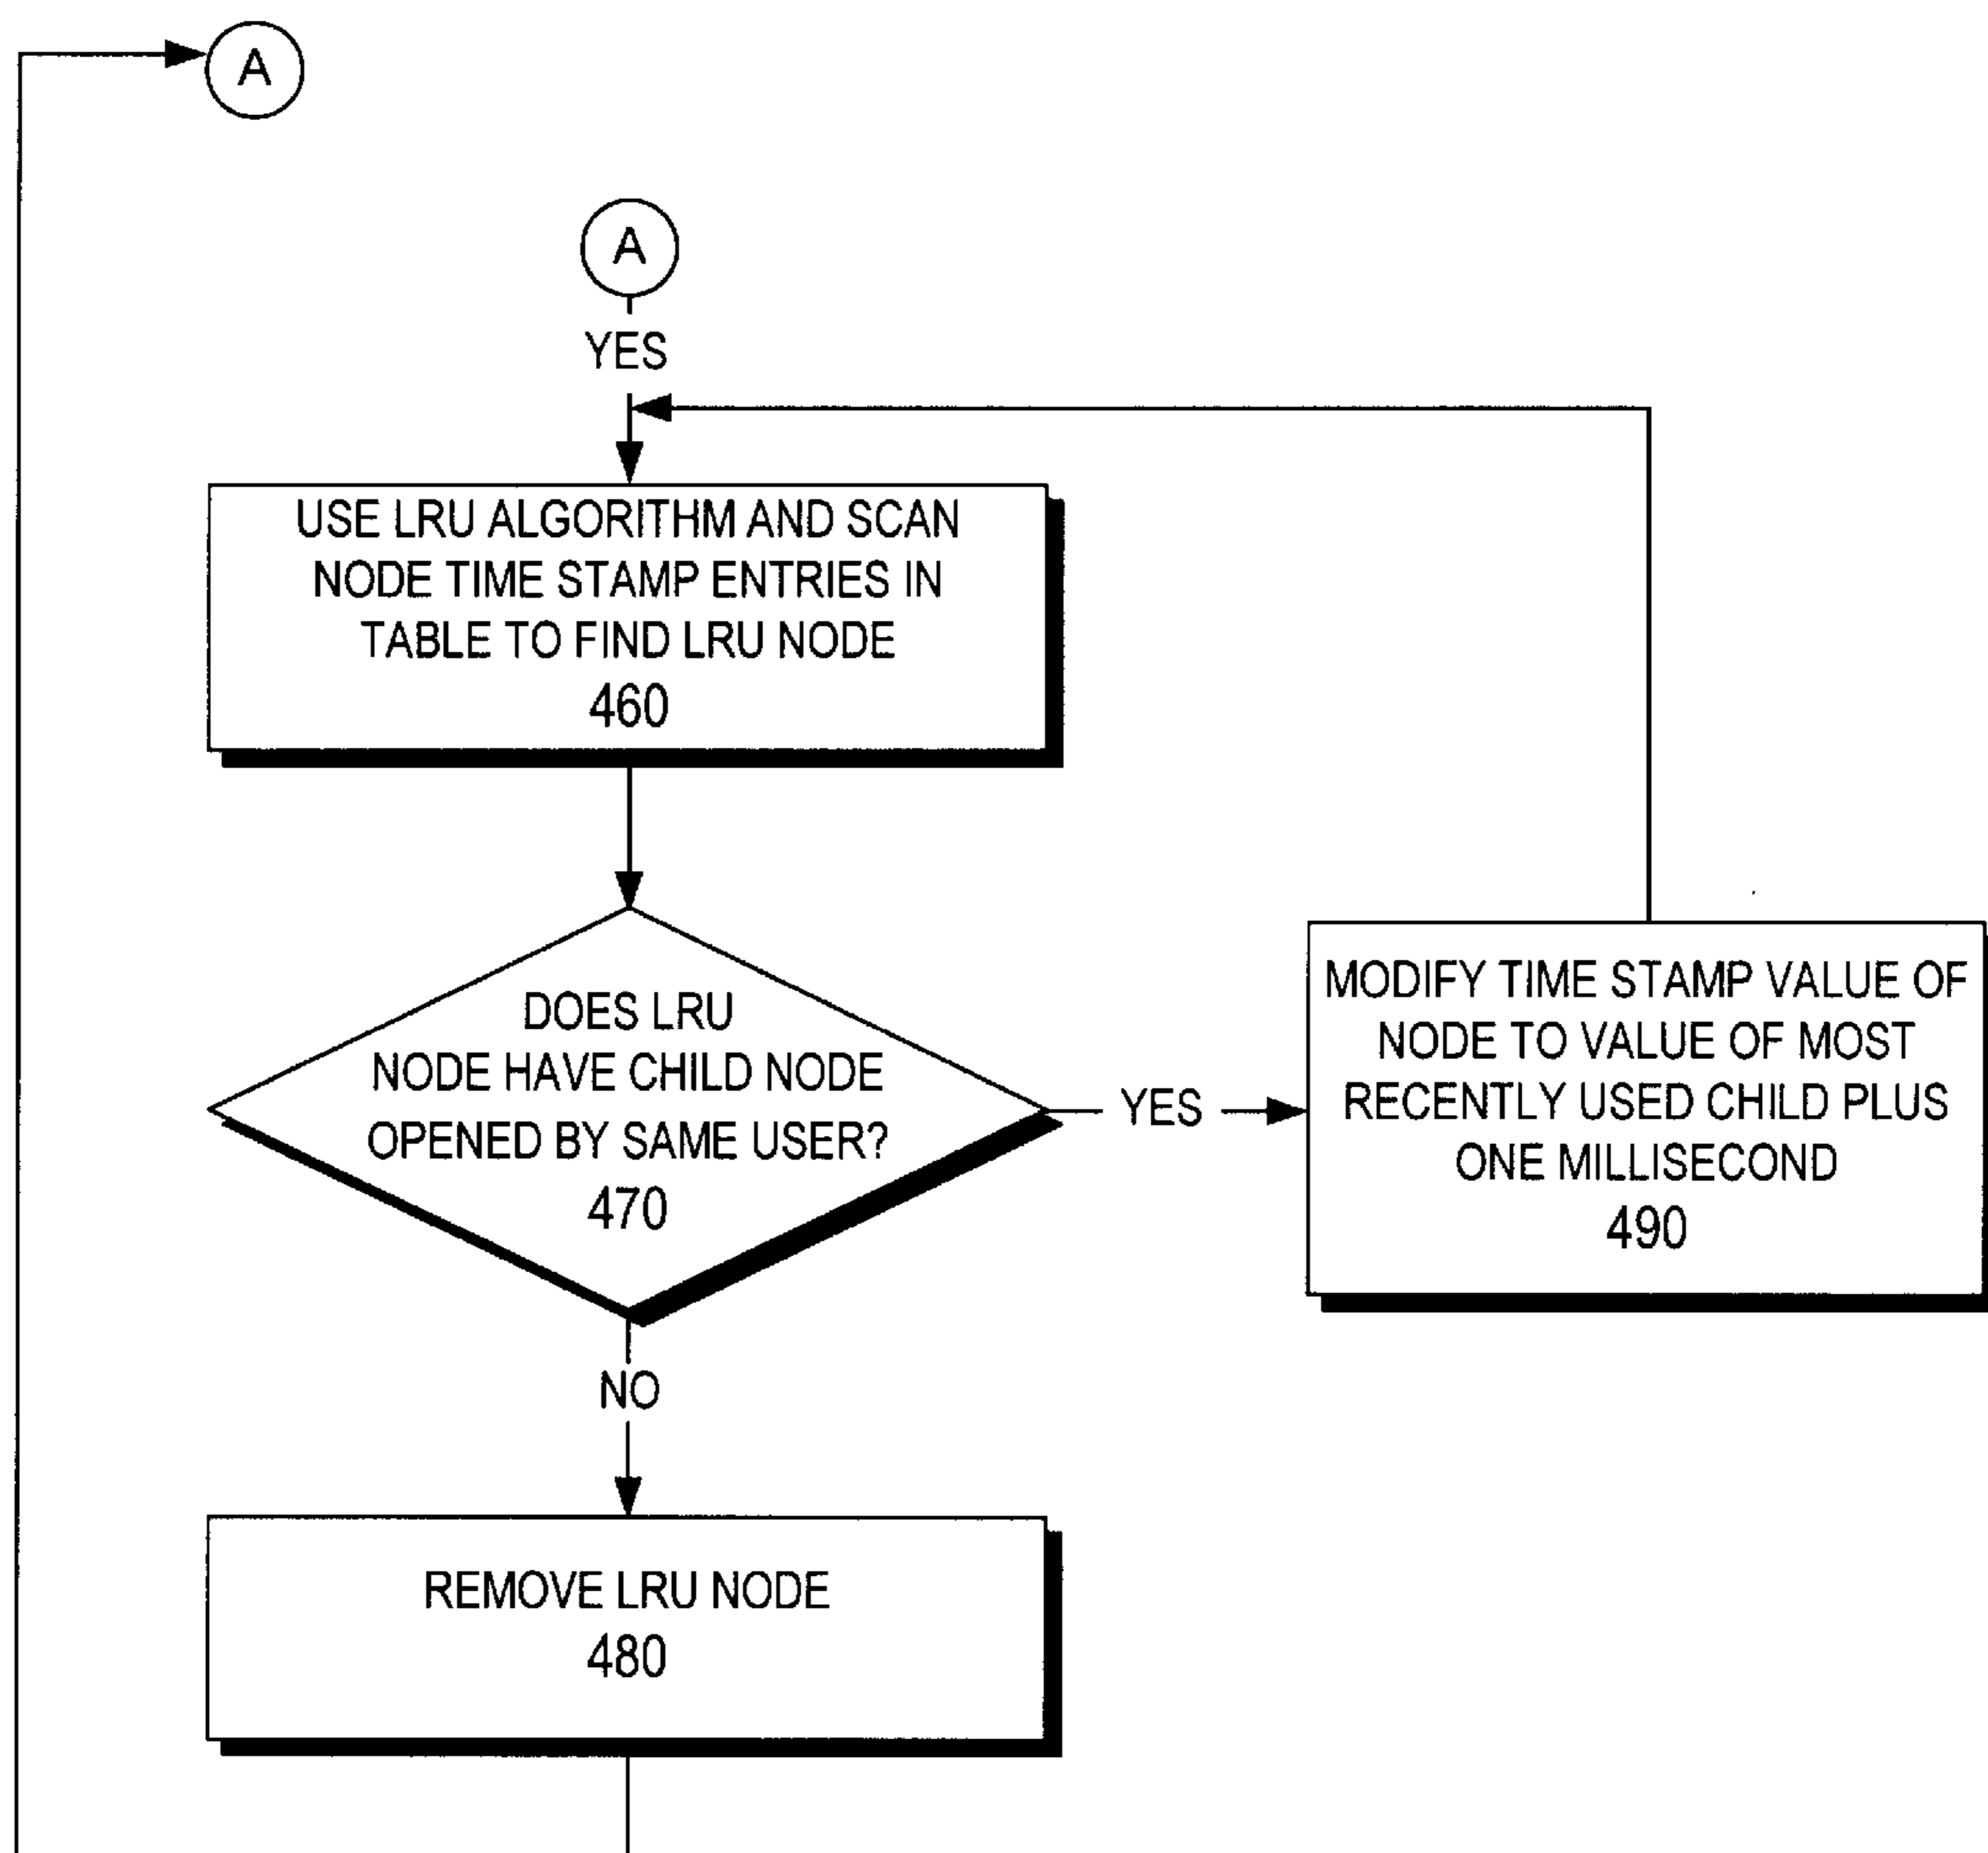 A
A
YES
USE LRU ALGORITHM AND SCAN
NODE TIME STAMP ENTRIES IN
TABLE TO FIND LRU NODE
460
DOES LRU
NODE HAVE CHILD NODE
OPENED BY SAME USER?
470
YES
MODIFY TIME STAMP VALUE OF
NODE TO VALUE OF MOST
RECENTLY USED CHILD PLUS
ONE MILLISECOND
490
NO
REMOVE LRU NODE
480